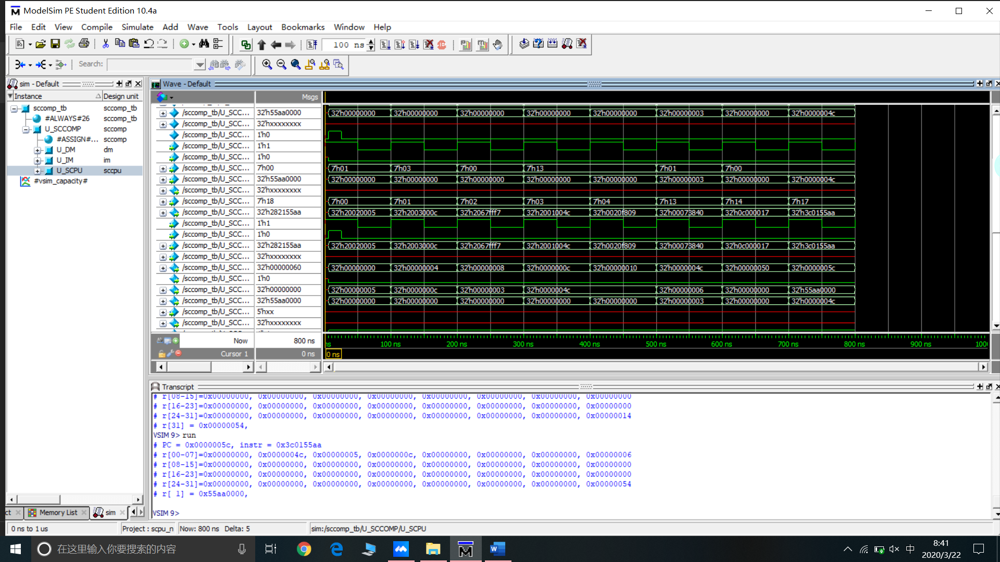 ModelSim PE Student Edition 10.4a
File Edit View Compile Simulate Add Wave Tools Layout Bookmarks Window Help
100 ns
Search:
sim - Default
Instance Design unit
sccomp_tb sccomp_tb
#ALWAYS#26 sccomp_tb
U_SCCOMP sccomp
#ASSIGN#... sccomp
U_DM dm
U_IM im
U_SCPU sccpu
#vsim_capacity#
Wave - Default
Msgs
/sccomp_tb/U_SCC... 32'h55aa0000 32'h00000000 32'h00000000 32'h00000000 32'h00000000 32'h00000000 32'h00000003 32'h00000000 32'h0000004c
/sccomp_tb/U_SCC... 32'hxxxxxxxx
/sccomp_tb/U_SCC... 1'h0
/sccomp_tb/U_SCC... 1'h1
/sccomp_tb/U_SCC... 1'h0
/sccomp_tb/U_SCC... 7'h00 7'h01 7'h03 7'h00 7'h13 7'h01 7'h00
/sccomp_tb/U_SCC... 32'h55aa0000 32'h00000000 32'h00000000 32'h00000000 32'h00000000 32'h00000000 32'h00000003 32'h00000000 32'h0000004c
/sccomp_tb/U_SCC... 32'hxxxxxxxx
/sccomp_tb/U_SCC... 7'h18 7'h00 7'h01 7'h02 7'h03 7'h04 7'h13 7'h14 7'h17
/sccomp_tb/U_SCC... 32'h282155aa 32'h20020005 32'h2003000c 32'h2067fff7 32'h2001004c 32'h0020f809 32'h00073840 32'h0c000017 32'h3c0155aa
/sccomp_tb/U_SCC... 1'h1
/sccomp_tb/U_SCC... 1'h0
/sccomp_tb/U_SCC... 32'h282155aa 32'h20020005 32'h2003000c 32'h2067fff7 32'h2001004c 32'h0020f809 32'h00073840 32'h0c000017 32'h3c0155aa
/sccomp_tb/U_SCC... 32'hxxxxxxxx
/sccomp_tb/U_SCC... 32'h00000060 32'h00000000 32'h00000004 32'h00000008 32'h0000000c 32'h00000010 32'h0000004c 32'h00000050 32'h0000005c
/sccomp_tb/U_SCC... 1'h0
/sccomp_tb/U_SCC... 32'h00000000 32'h00000005 32'h0000000c 32'h00000003 32'h0000004c 32'h00000006 32'h00000000 32'h55aa0000
/sccomp_tb/U_SCC... 32'h55aa0000 32'h00000000 32'h00000000 32'h00000000 32'h00000000 32'h00000000 32'h00000003 32'h00000000 32'h0000004c
/sccomp_tb/U_SCC... 5'hxx
/sccomp_tb/U_SCC... 32'hxxxxxxxx
Now 800 ns
ns 100 ns 200 ns 300 ns 400 ns 500 ns 600 ns 700 ns 800 ns 900 ns 1000
Cursor 1 0 ns 0 ns
Transcript
# r[08-15]=0x00000000, 0x00000000, 0x00000000, 0x00000000, 0x00000000, 0x00000000, 0x00000000, 0x00000000
# r[16-23]=0x00000000, 0x00000000, 0x00000000, 0x00000000, 0x00000000, 0x00000000, 0x00000000, 0x00000000
# r[24-31]=0x00000000, 0x00000000, 0x00000000, 0x00000000, 0x00000000, 0x00000000, 0x00000000, 0x00000014
# r[31] = 0x00000054,
VSIM 9> run
# PC = 0x0000005c, instr = 0x3c0155aa
# r[00-07]=0x00000000, 0x0000004c, 0x00000005, 0x0000000c, 0x00000000, 0x00000000, 0x00000000, 0x00000006
# r[08-15]=0x00000000, 0x00000000, 0x00000000, 0x00000000, 0x00000000, 0x00000000, 0x00000000, 0x00000000
# r[16-23]=0x00000000, 0x00000000, 0x00000000, 0x00000000, 0x00000000, 0x00000000, 0x00000000, 0x00000000
# r[24-31]=0x00000000, 0x00000000, 0x00000000, 0x00000000, 0x00000000, 0x00000000, 0x00000000, 0x00000054
# r[ 1] = 0x55aa0000,
VSIM 9>
ct Memory List sim
0 ns to 1 us Project : scpu_n Now: 800 ns Delta: 5 sim:/sccomp_tb/U_SCCOMP/U_SCPU
在这里输入你要搜索的内容
中
8:41
2020/3/22